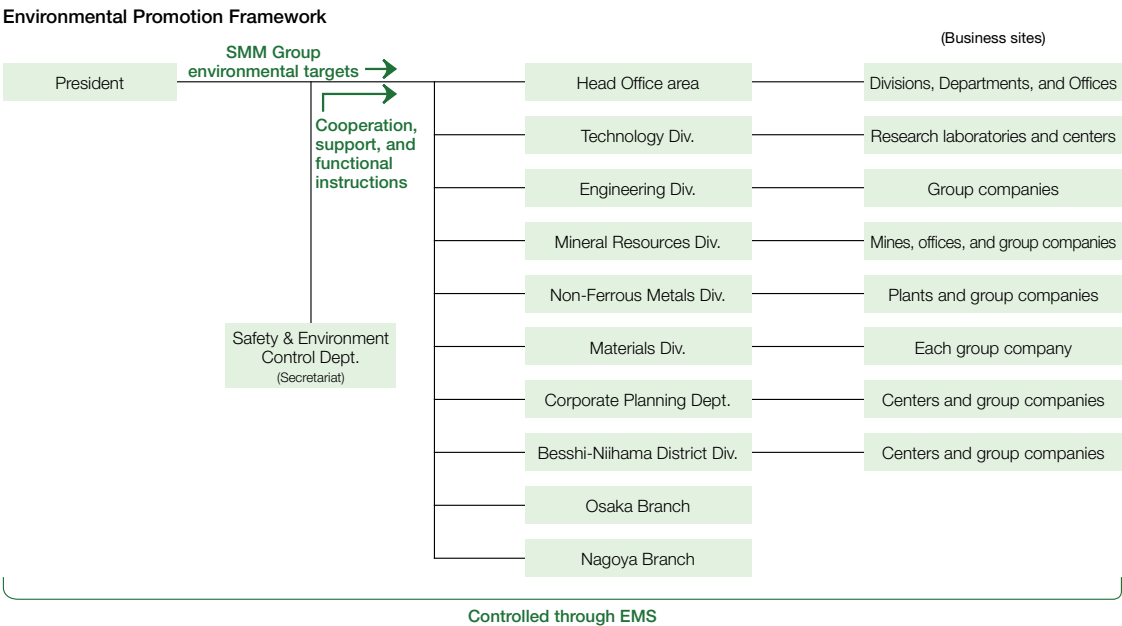 Environmental Promotion Framework
(Business sites)
SMM Group
environmental targets
President
Cooperation,
support, and
functional
instructions
Safety & Environment
Control Dept.
(Secretariat)
Head Office area
Divisions, Departments, and Offices
Technology Div.
Research laboratories and centers
Engineering Div.
Group companies
Mineral Resources Div.
Mines, offices, and group companies
Non-Ferrous Metals Div.
Plants and group companies
Materials Div.
Each group company
Corporate Planning Dept.
Centers and group companies
Besshi-Niihama District Div.
Centers and group companies
Osaka Branch
Nagoya Branch
Controlled through EMS